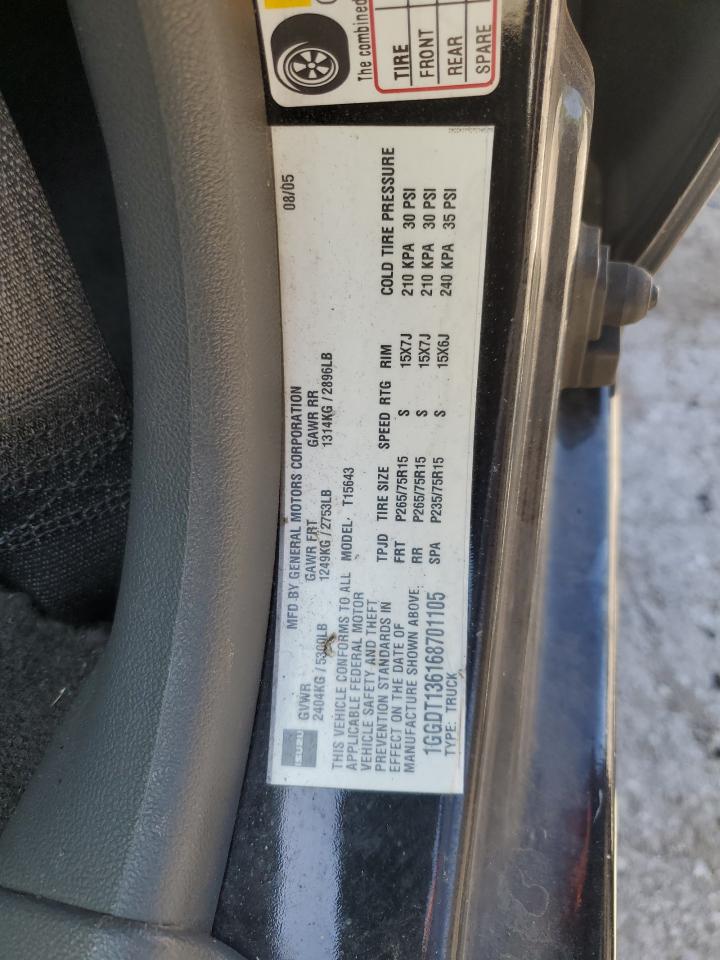 The combined
TIRE
FRONT
REAR
SPARE
08/05
MFD BY GENERAL MOTORS CORPORATION
GVWR GAWR FRT GAWR RR
2404KG / 5300LB 1249KG / 2753LB 1314KG / 2896LB
THIS VEHICLE CONFORMS TO ALL
APPLICABLE FEDERAL MOTOR
VEHICLE SAFETY AND THEFT
PREVENTION STANDARDS IN
EFFECT ON THE DATE OF
MANUFACTURE SHOWN ABOVE.
MODEL: T15643
TPJD TIRE SIZE SPEED RTG RIM COLD TIRE PRESSURE
FRT P265/75R15 S 15X7J 210 KPA 30 PSI
RR P265/75R15 S 15X7J 210 KPA 30 PSI
SPA P235/75R15 S 15X6J 240 KPA 35 PSI
1GGDT136168701105
TYPE: TRUCK
ISUZU